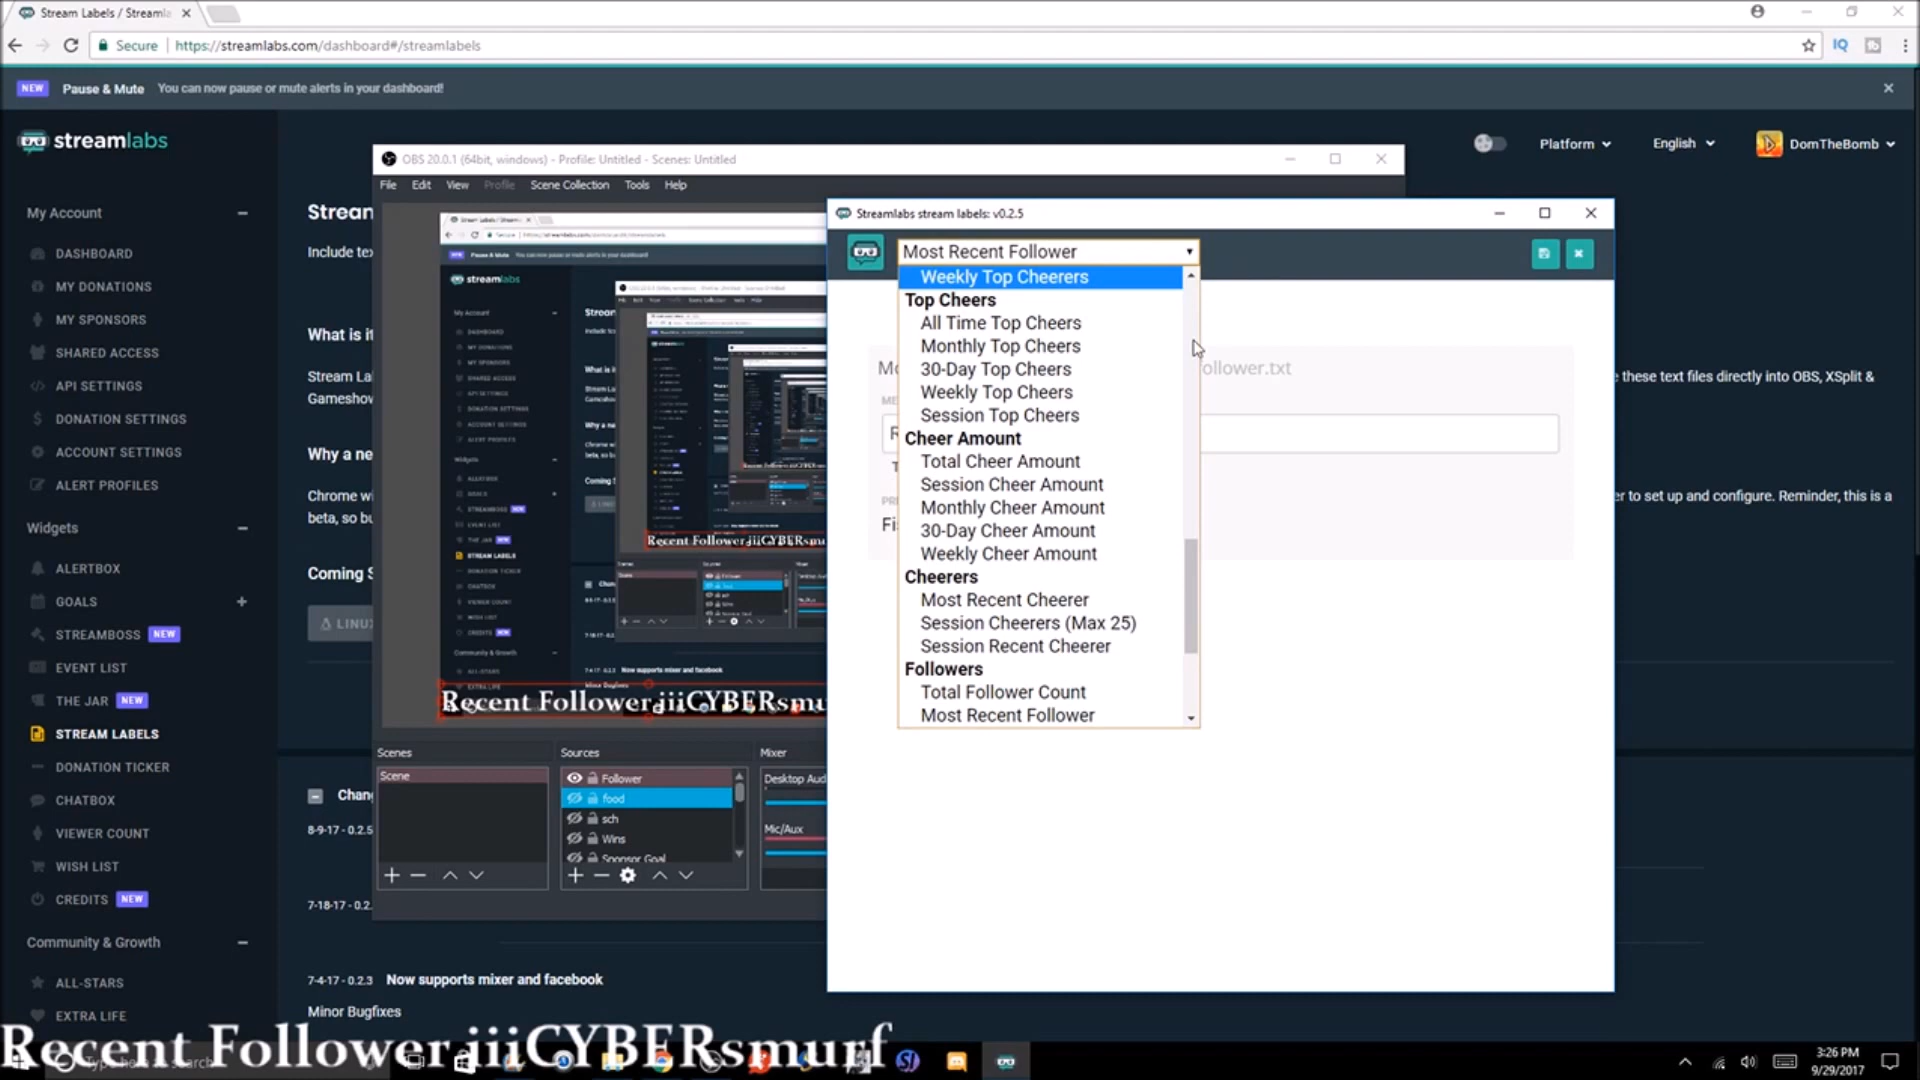 Stream Labels / Streamla
Secure
https://streamlabs.com/dashboard#/streamlabels
NEW Pause & Mute You can now pause or mute alerts in your dashboard!
streamlabs
Platform
English
DomTheBomb
My Account
DASHBOARD
MY DONATIONS
MY SPONSORS
SHARED ACCESS
API SETTINGS
DONATION SETTINGS
ACCOUNT SETTINGS
ALERT PROFILES
Widgets
ALERTBOX
GOALS
STREAMBOSS NEW
EVENT LIST
THE JAR NEW
STREAM LABELS
DONATION TICKER
CHATBOX
VIEWER COUNT
WISH LIST
CREDITS NEW
Community & Growth
ALL-STARS
EXTRA LIFE
Strean
Include tex
What is it
Stream La
Gameshow
Why a ne
Chrome wi
beta, so bu
Coming S
LINUX
e these text files directly into OBS, XSplit &
er to set up and configure. Reminder, this is a
Chang
8-9-17 - 0.2.5
7-18-17 - 0.2.
7-4-17 - 0.2.3 Now supports mixer and facebook
Minor Bugfixes
OBS 20.0.1 (64bit, windows) - Profile: Untitled - Scenes: Untitled
File Edit View Profile Scene Collection Tools Help
Recent Follower jiiCYBERsmu
Scenes
Scene
Sources
Follower
food
sch
Wins
Sponsor Goal
Mixer
Desktop Aud
Mic/Aux
Streamlabs stream labels: v0.2.5
Most Recent Follower
Weekly Top Cheerers
Top Cheers
All Time Top Cheers
Monthly Top Cheers
30-Day Top Cheers
Weekly Top Cheers
Session Top Cheers
Cheer Amount
Total Cheer Amount
Session Cheer Amount
Monthly Cheer Amount
30-Day Cheer Amount
Weekly Cheer Amount
Cheerers
Most Recent Cheerer
Session Cheerers (Max 25)
Session Recent Cheerer
Followers
Total Follower Count
Most Recent Follower
ollower.txt
Recent Follower jiiCYBERsmurf
Type here to search
3:26 PM
9/29/2017